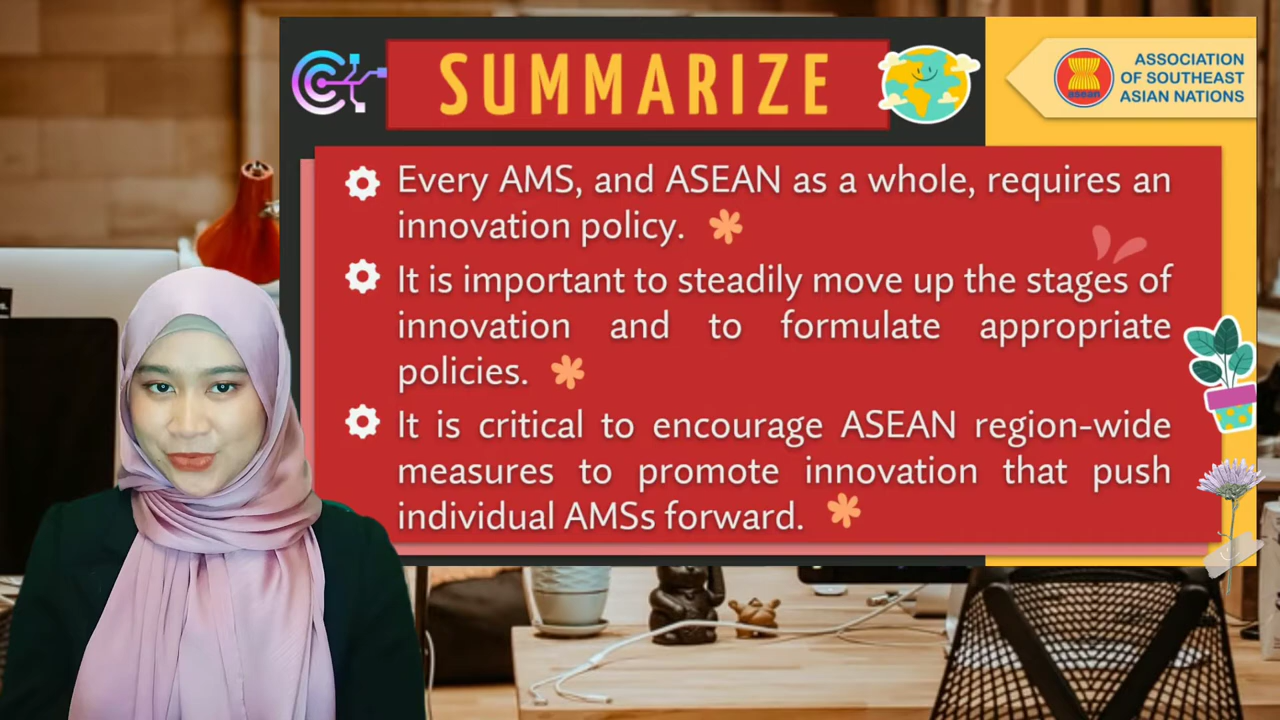 SUMMARIZE
ASSOCIATION
OF SOUTHEAST
ASIAN NATIONS
asean
Every AMS, and ASEAN as a whole, requires an
innovation policy.
It is important to steadily move up the stages of
innovation and to formulate appropriate
policies.
It is critical to encourage ASEAN region-wide
measures to promote innovation that push
individual AMSs forward.